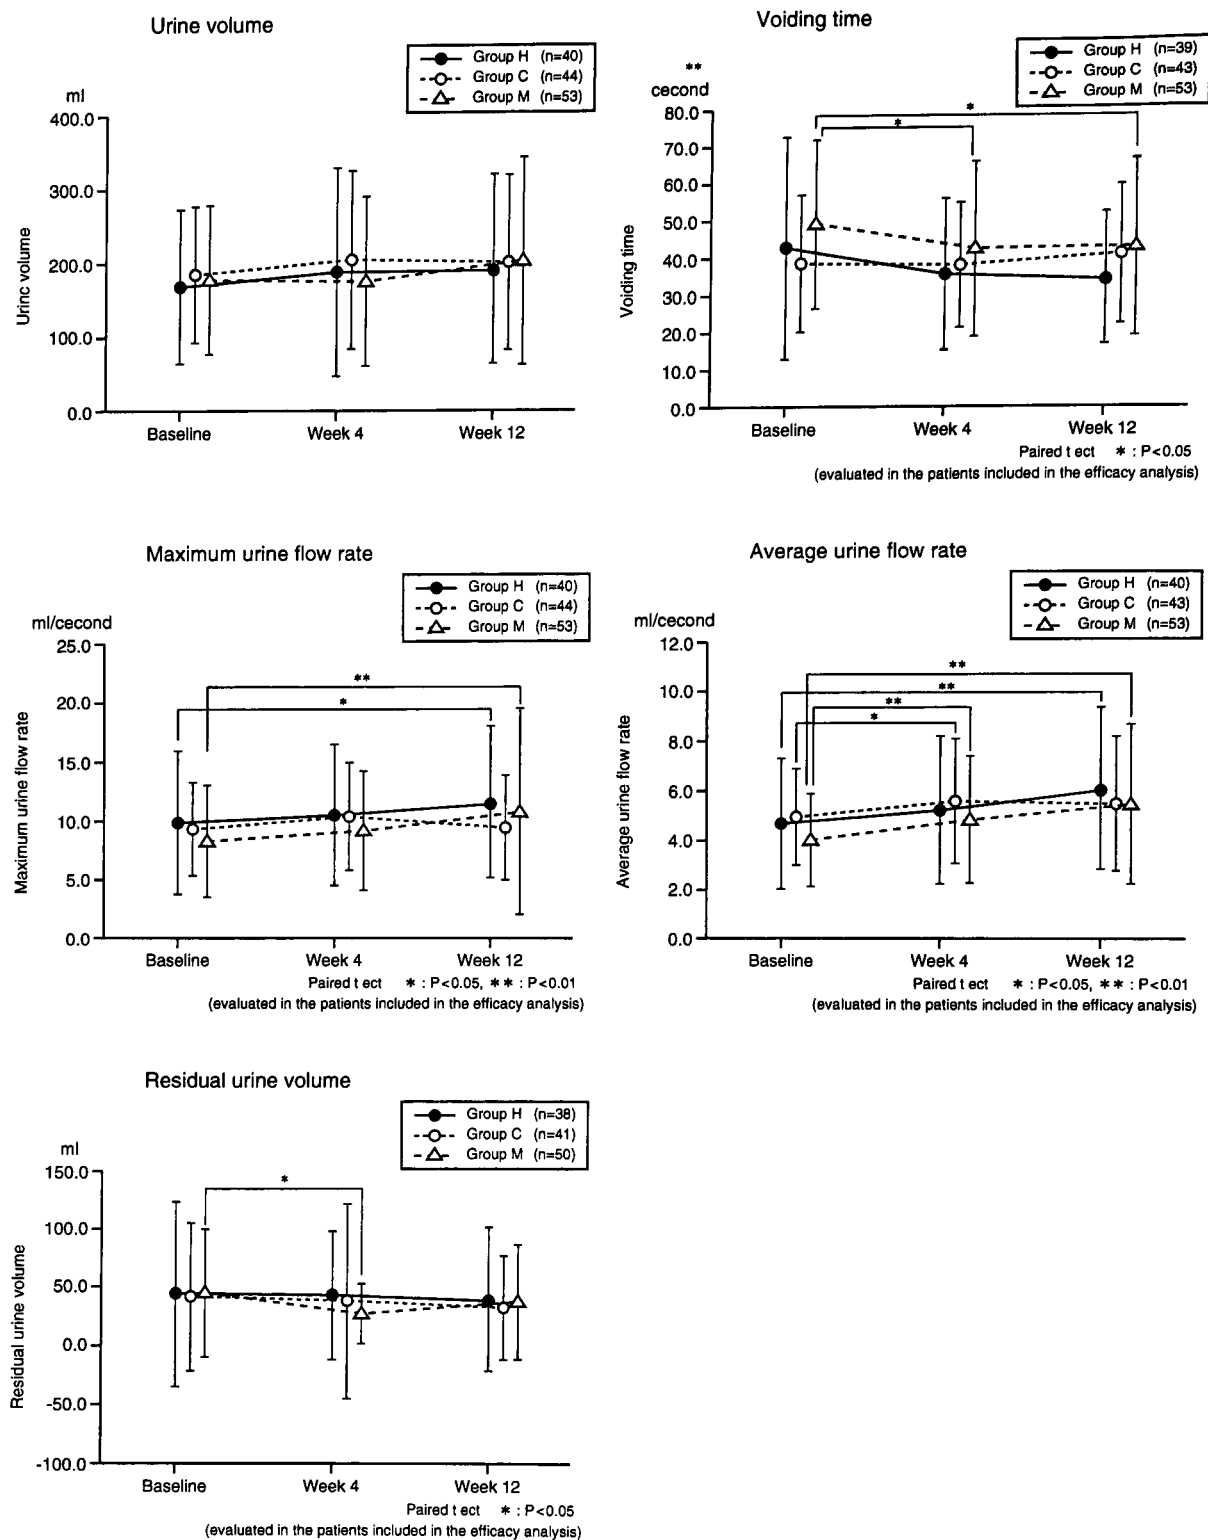 Urine volume
Group H (n=40)
Group C (n=44)
Group M (n=53)
ml
400.0
300.0
200.0
100.0
0.0
Urinc volume
Baseline
Week 4
Week 12
Voiding time
Group H (n=39)
Group C (n=43)
Group M (n=53)
**
cecond
80.0
70.0
60.0
50.0
40.0
30.0
20.0
10.0
0.0
Voiding time
*
*
Baseline
Week 4
Week 12
Paired t ect * : P<0.05
(evaluated in the patients included in the efficacy analysis)
Maximum urine flow rate
Group H (n=40)
Group C (n=44)
Group M (n=53)
ml/cecond
25.0
20.0
15.0
10.0
5.0
0.0
Maximum urine flow rate
**
*
Baseline
Week 4
Week 12
Paired t ect * : P<0.05, ** : P<0.01
(evaluated in the patients included in the efficacy analysis)
Average urine flow rate
Group H (n=40)
Group C (n=43)
Group M (n=53)
ml/cecond
12.0
10.0
8.0
6.0
4.0
2.0
0.0
Average urine flow rate
**
**
**
*
Baseline
Week 4
Week 12
Paired t ect * : P<0.05, ** : P<0.01
(evaluated in the patients included in the efficacy analysis)
Residual urine volume
Group H (n=38)
Group C (n=41)
Group M (n=50)
ml
150.0
100.0
50.0
0.0
-50.0
-100.0
Residual urine volume
*
Baseline
Week 4
Week 12
Paired t ect * : P<0.05
(evaluated in the patients included in the efficacy analysis)